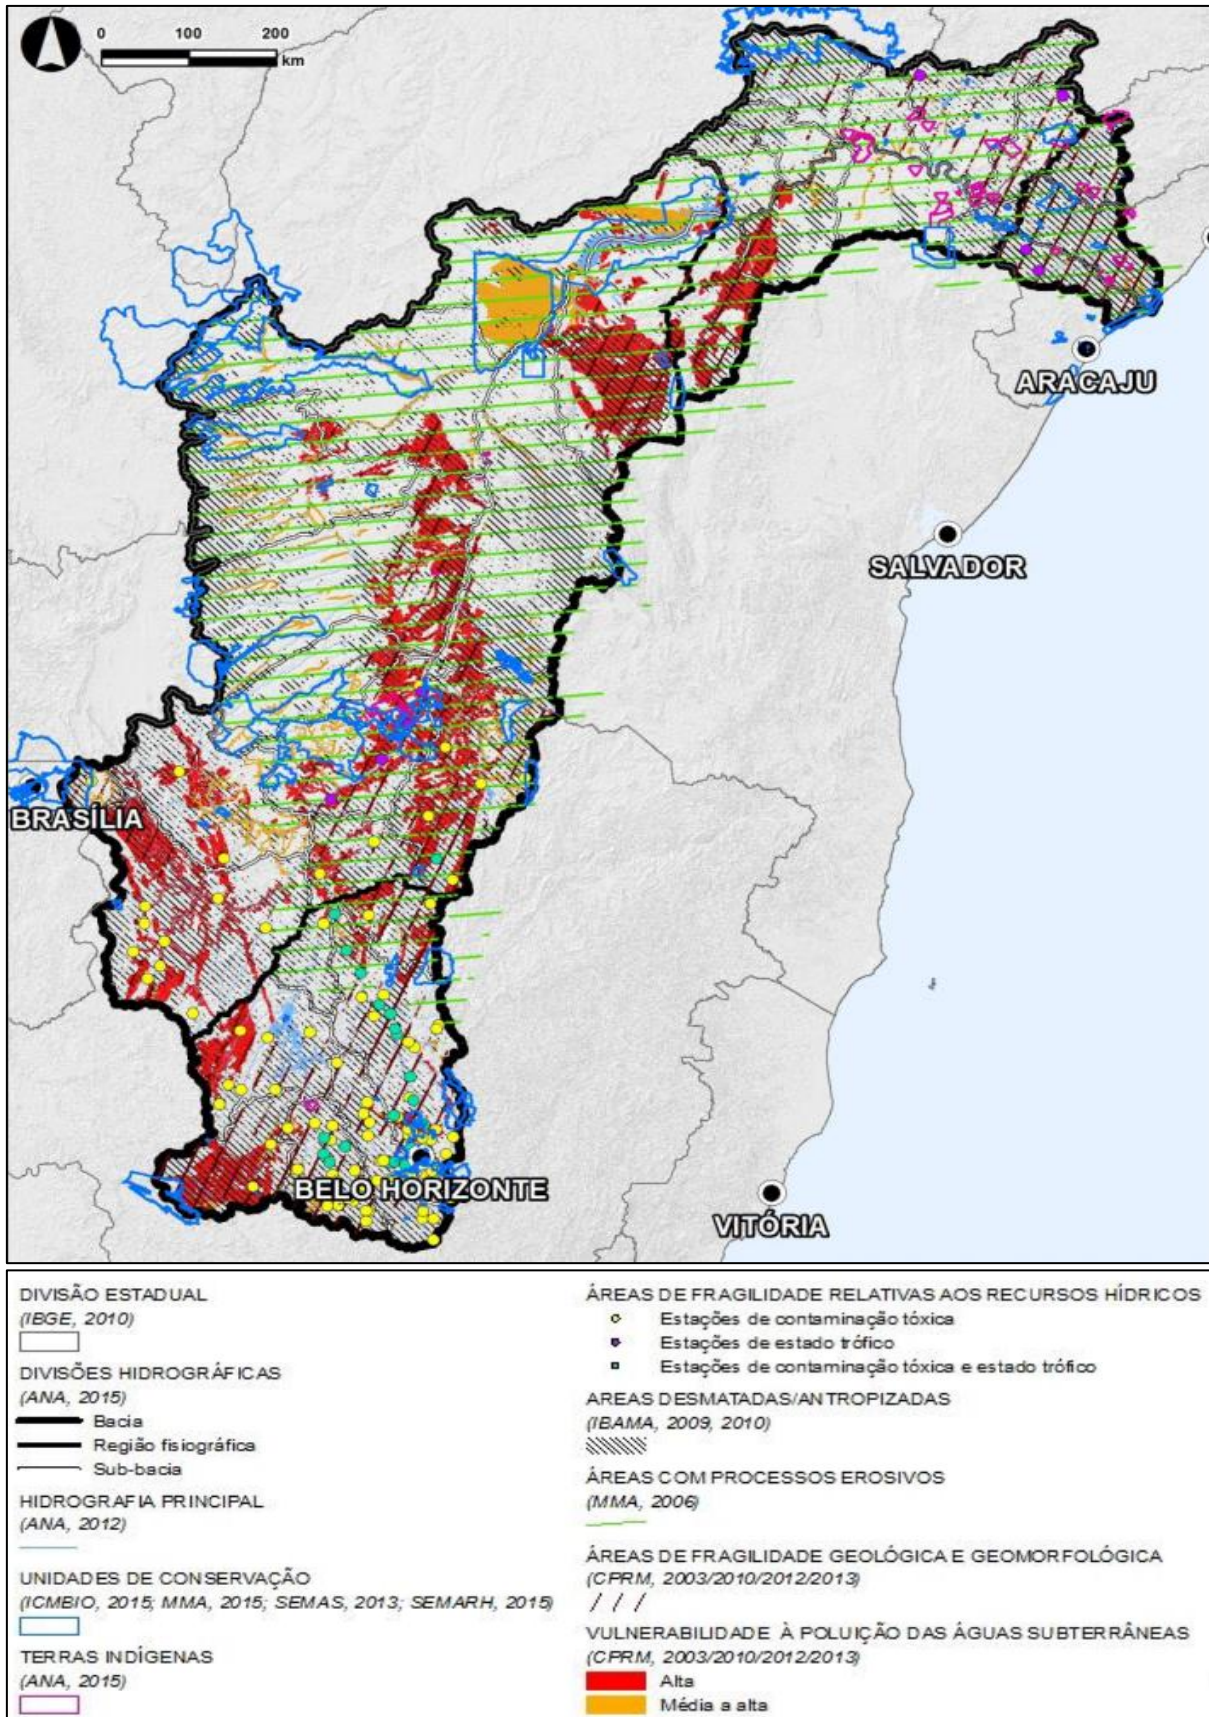 0 100 200
km
ARACAJU
SALVADOR
BRASÍLIA
BELO HORIZONTE
VITÓRIA
DIVISÃO ESTADUAL
(IBGE, 2010)
DIVISÕES HIDROGRÁFICAS
(ANA, 2015)
Bacia
Região fisiográfica
Sub-bacia
HIDROGRAFIA PRINCIPAL
(ANA, 2012)
UNIDADES DE CONSERVAÇÃO
(ICMBIO, 2015; MMA, 2015; SEMAS, 2013; SEMARH, 2015)
TERRAS INDÍGENAS
(ANA, 2015)
ÁREAS DE FRAGILIDADE RELATIVAS AOS RECURSOS HÍDRICOS
Estações de contaminação tóxica
Estações de estado trófico
Estações de contaminação tóxica e estado trófico
AREAS DESMATADAS/ANTROPIZADAS
(IBAMA, 2009, 2010)
ÁREAS COM PROCESSOS EROSIVOS
(MMA, 2006)
ÁREAS DE FRAGILIDADE GEOLÓGICA E GEOMORFOLÓGICA
(CPRM, 2003/2010/2012/2013)
VULNERABILIDADE À POLUIÇÃO DAS ÁGUAS SUBTERRÂNEAS
(CPRM, 2003/2010/2012/2013)
Alta
Média a alta